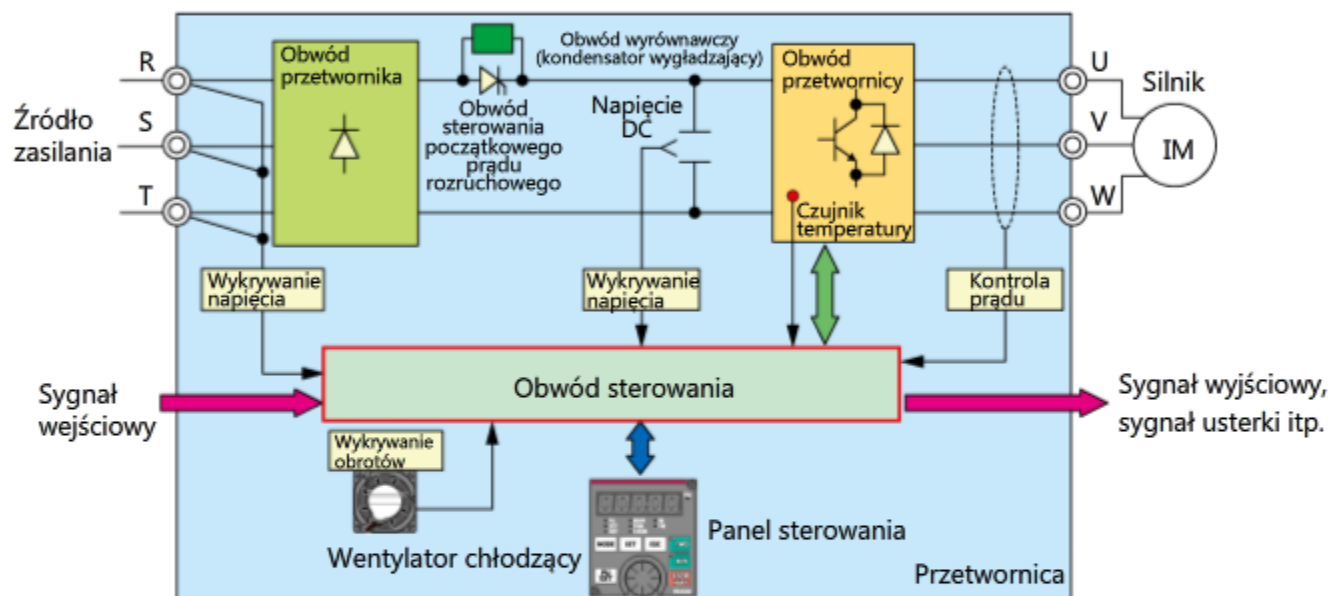 R
S
T
Źródło
zasilania
Obwód
przetwornika
Obwód
sterowania
początkowego
prądu
rozruchowego
Obwód wyrównawczy
(kondensator wygładzający)
Napięcie
DC
Obwód
przetwornicy
Czujnik
temperatury
U
V
W
Silnik
IM
Wykrywanie
napięcia
Wykrywanie
napięcia
Kontrola
prądu
Sygnał
wejściowy
Obwód sterowania
Sygnał wyjściowy,
sygnał usterki itp.
Wykrywanie
obrotów
Wentylator chłodzący
MODE SET
Panel sterowania
Przetwornica